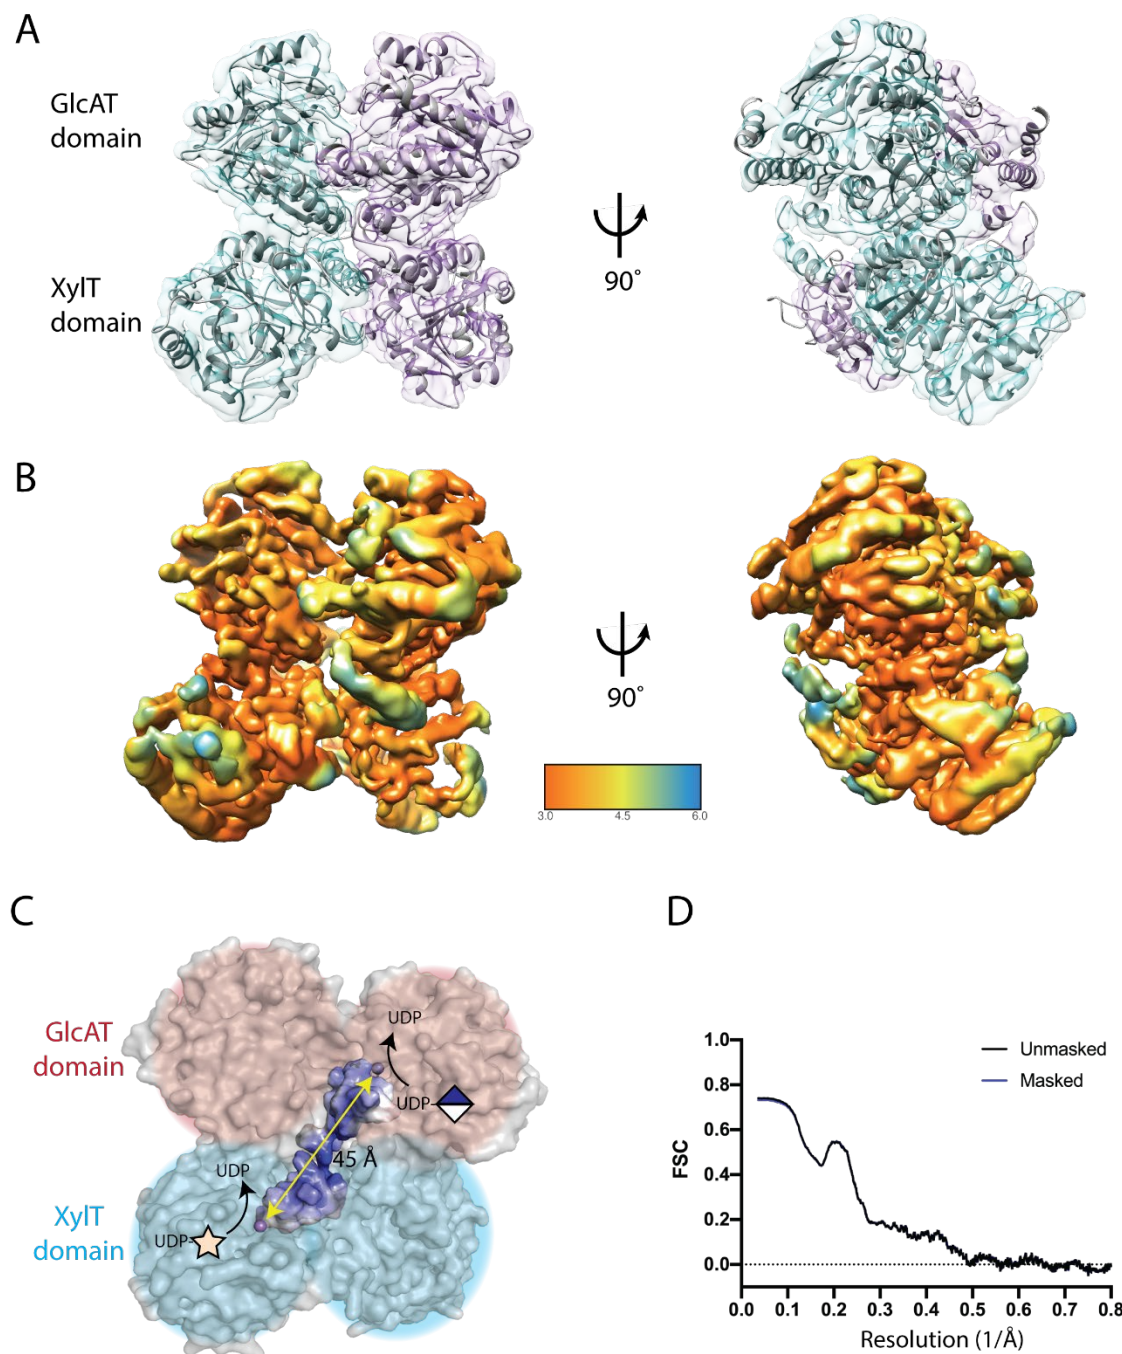 A
GlcAT
domain
XylT
domain
90°
B
90°
3.0 4.5 6.0
C
GlcAT
domain
XylT
domain
UDP
UDP
45 Å
UDP
UDP
D
Unmasked
Masked
FSC
1.0
0.8
0.6
0.4
0.2
0.0
0.0 0.1 0.2 0.3 0.4 0.5 0.6 0.7 0.8
Resolution (1/Å)